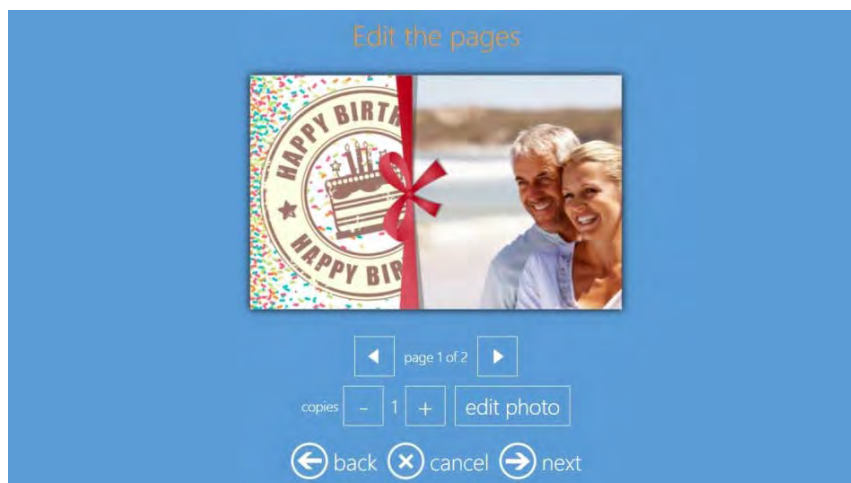 Edit the pages
HAPPY BIRTH
HAPPY BIR
page 1 of 2
copies - 1 + edit photo
back cancel next